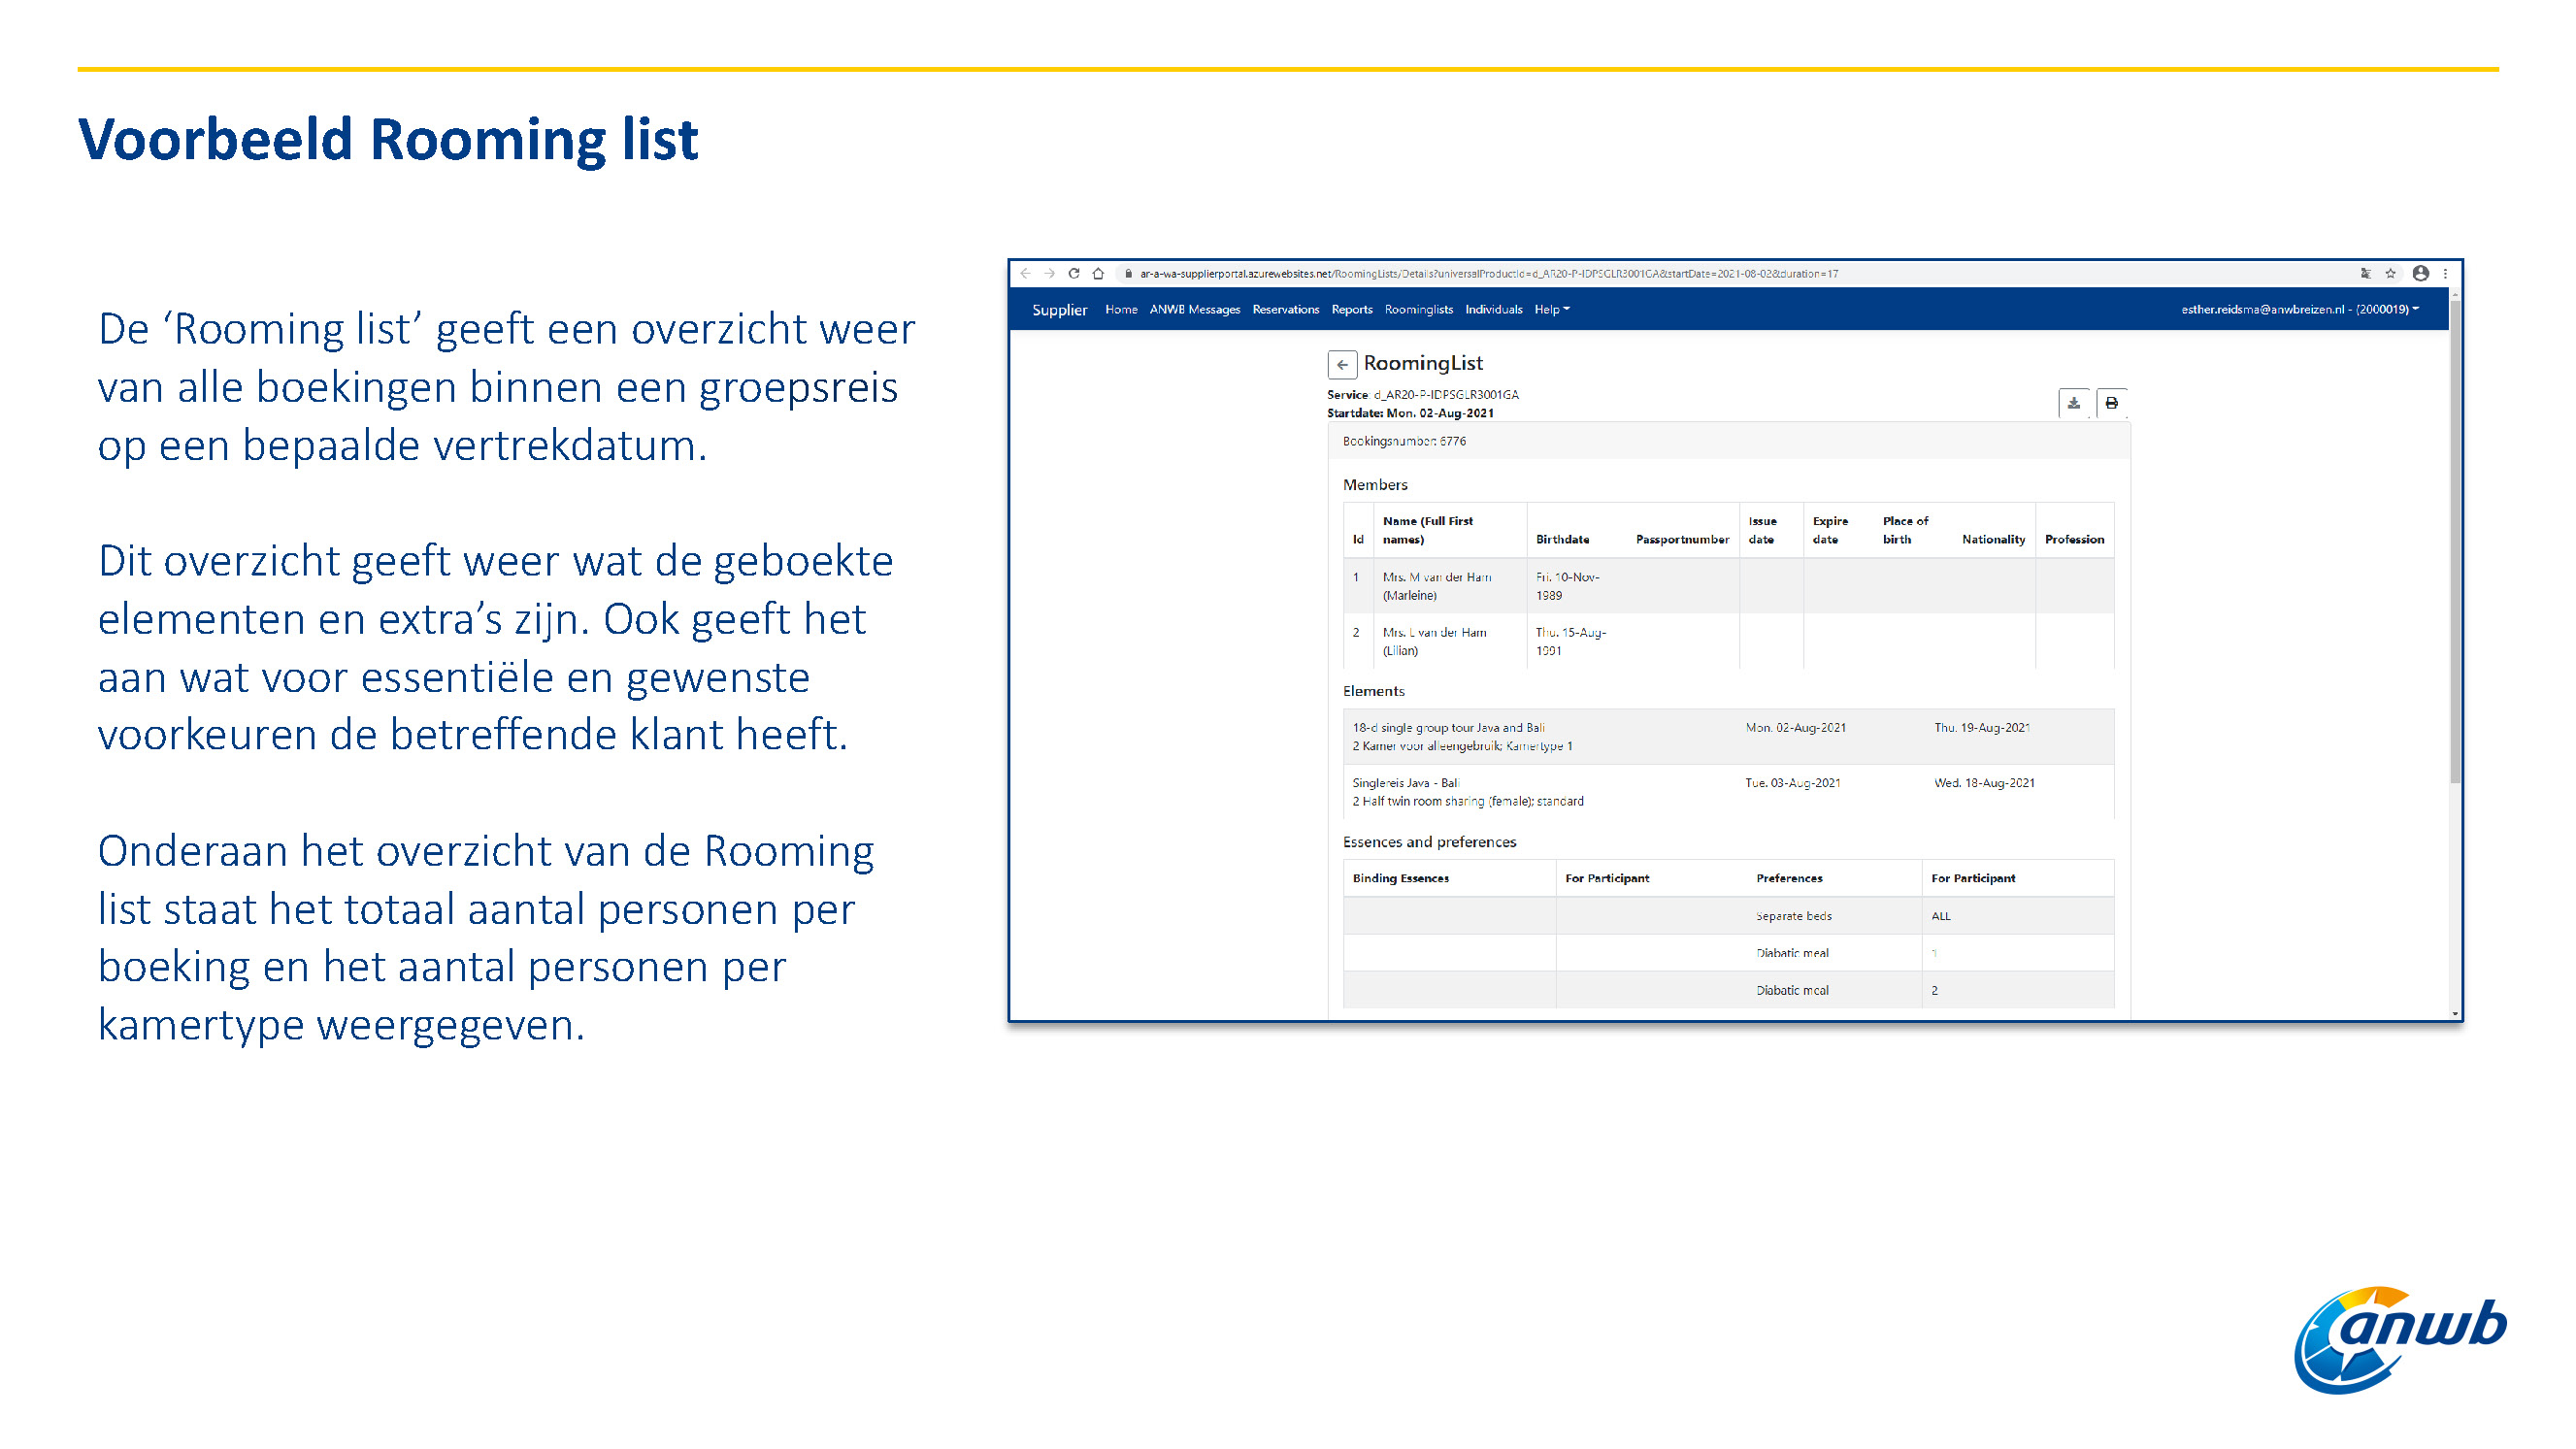 Voorbeeld Rooming list
De ‘Rooming list’ geeft een overzicht weer
van alle boekingen binnen een groepsreis
op een bepaalde vertrekdatum.
Dit overzicht geeft weer wat de geboekte
elementen en extra’s zijn. Ook geeft het
aan wat voor essentiële en gewenste
voorkeuren de betreffende klant heeft.
Onderaan het overzicht van de Rooming
list staat het totaal aantal personen per
boeking en het aantal personen per
kamertype weergegeven.
ar-a-wa-supplierportal.azurewebsites.net/RoomingLists/Details?universalProductId=d_AR20-P-IDPSGLR3001GA&startDate=2021-08-02&duration=17
Supplier Home ANWB Messages Reservations Reports Roominglists Individuals Help esther.reidsma@anwbreizen.nl - (2000019)
RoomingList
Service: d_AR20-P-IDPSGLR3001GA
Startdate: Mon. 02-Aug-2021
Bookingsnumber: 6776
Members
Id Name (Full First names) Birthdate Passportnumber Issue date Expire date Place of birth Nationality Profession
1 Mrs. M van der Ham (Marleine) Fri. 10-Nov-1989
2 Mrs. L van der Ham (Lilian) Thu. 15-Aug-1991
Elements
18-d single group tour Java and Bali Mon. 02-Aug-2021 Thu. 19-Aug-2021
2 Kamer voor alleengebruik; Kamertype 1
Singlereis Java - Bali Tue. 03-Aug-2021 Wed. 18-Aug-2021
2 Half twin room sharing (female); standard
Essences and preferences
Binding Essences For Participant Preferences For Participant
Separate beds ALL
Diabatic meal 1
Diabatic meal 2
anwb